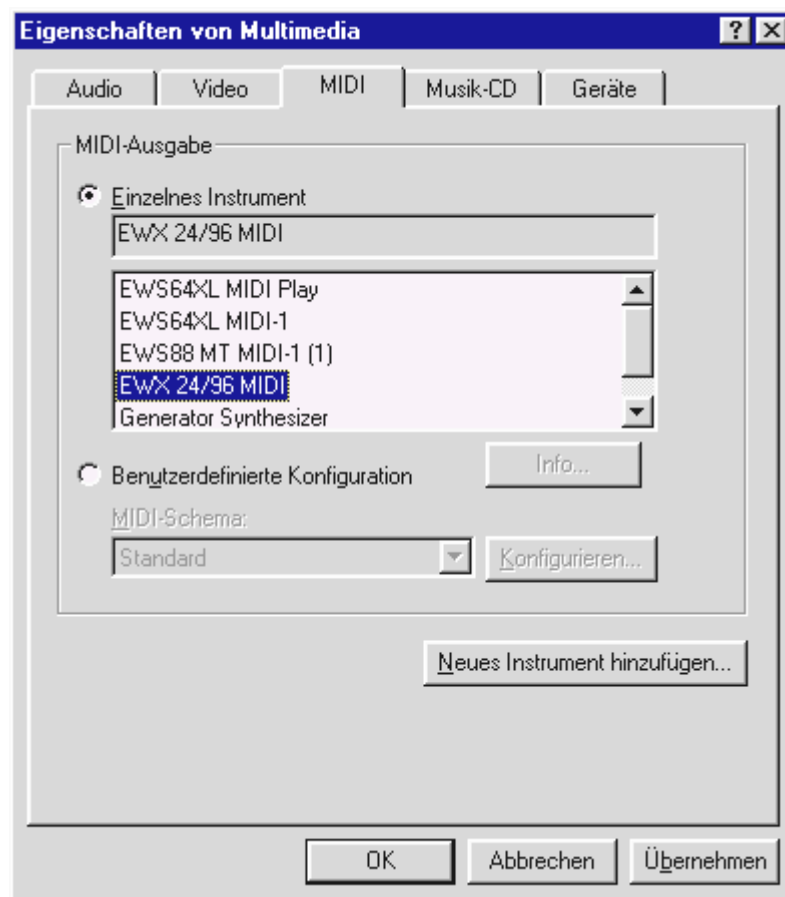 Eigenschaften von Multimedia
Audio Video MIDI Musik-CD Geräte
MIDI-Ausgabe
Einzelnes Instrument
EWX 24/96 MIDI
EWS64XL MIDI Play
EWS64XL MIDI-1
EWS88 MT MIDI-1 (1)
EWX 24/96 MIDI
Generator Synthesizer
Benutzerdefinierte Konfiguration
Info...
MIDI-Schema:
Standard
Konfigurieren...
Neues Instrument hinzufügen...
OK Abbrechen Übernehmen